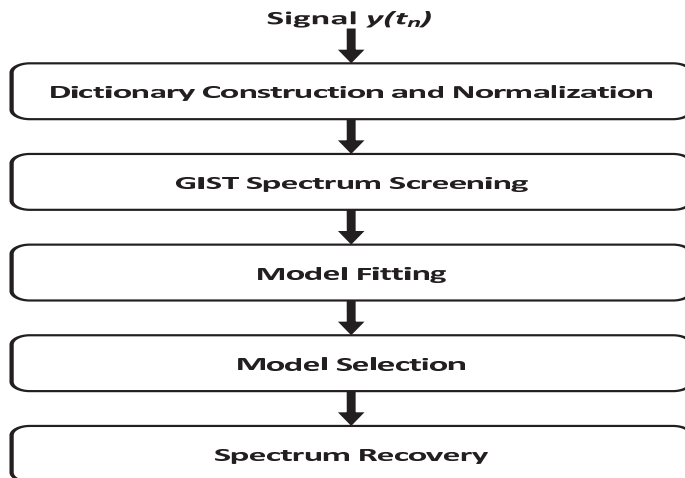 Signal y(tₙ)
Dictionary Construction and Normalization
GIST Spectrum Screening
Model Fitting
Model Selection
Spectrum Recovery